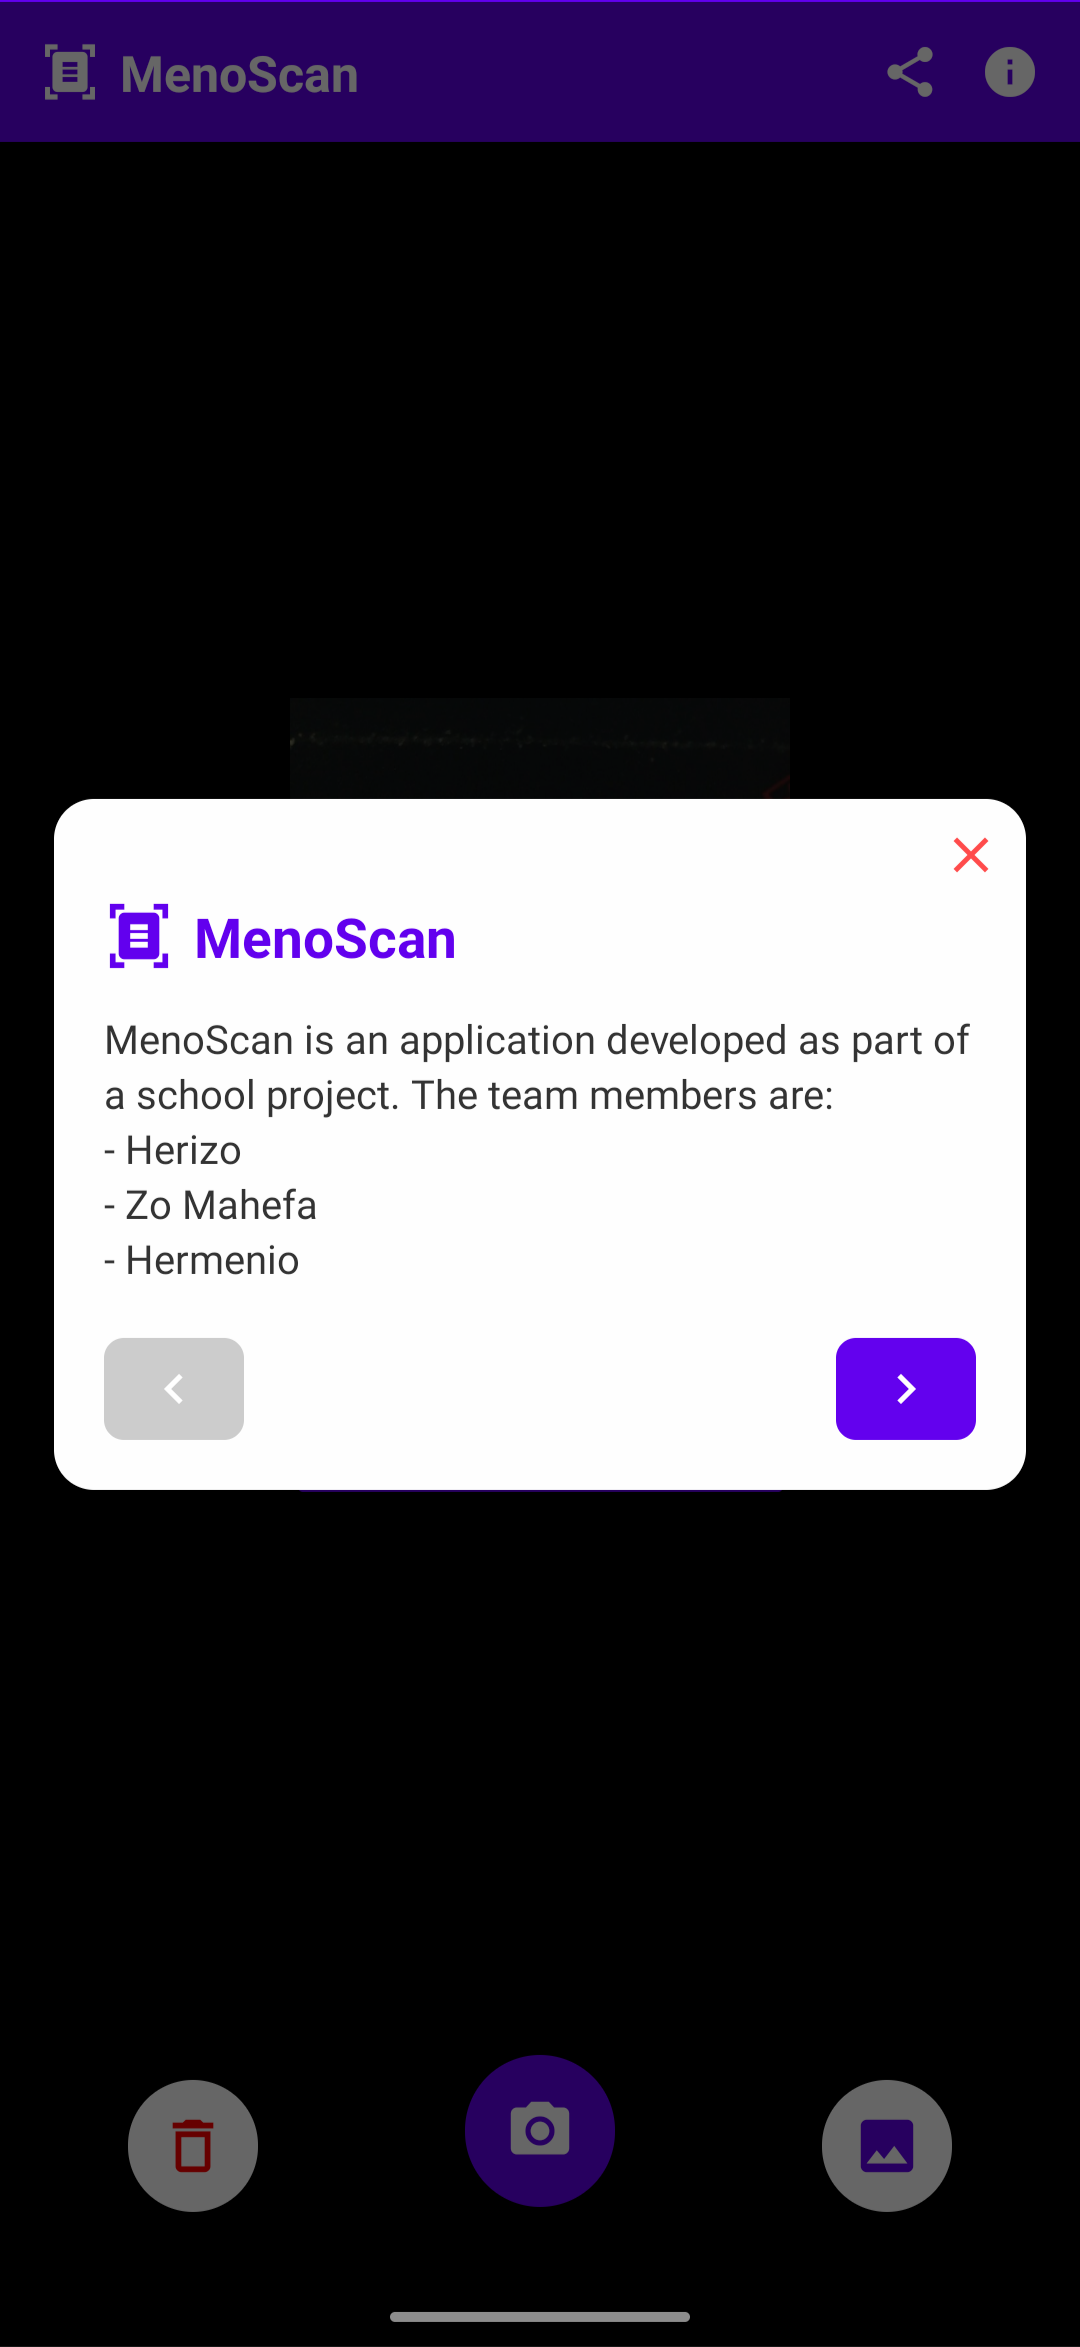 MenoScan
MenoScan
MenoScan is an application developed as part of
a school project. The team members are:
- Herizo
- Zo Mahefa
- Hermenio